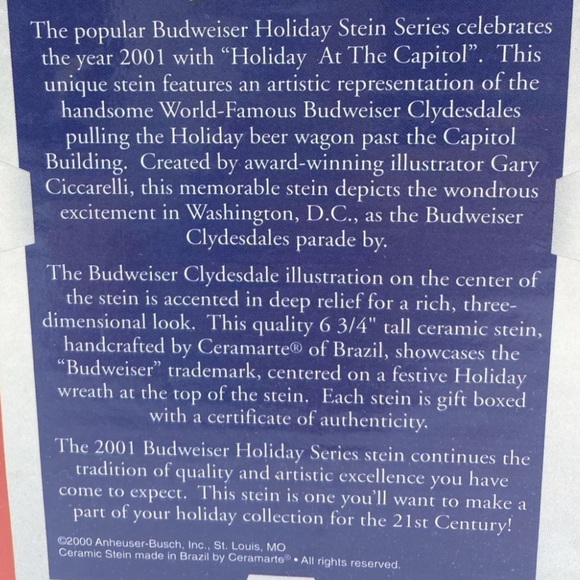 The popular Budweiser Holiday Stein Series celebrates
the year 2001 with “Holiday At The Capitol”. This
unique stein features an artistic representation of the
handsome World-Famous Budweiser Clydesdales
pulling the Holiday beer wagon past the Capitol
Building. Created by award-winning illustrator Gary
Ciccarelli, this memorable stein depicts the wondrous
excitement in Washington, D.C., as the Budweiser
Clydesdales parade by.
The Budweiser Clydesdale illustration on the center of
the stein is accented in deep relief for a rich, three-
dimensional look. This quality 6 3/4" tall ceramic stein,
handcrafted by Ceramarte® of Brazil, showcases the
“Budweiser” trademark, centered on a festive Holiday
wreath at the top of the stein. Each stein is gift boxed
with a certificate of authenticity.
The 2001 Budweiser Holiday Series stein continues the
tradition of quality and artistic excellence you have
come to expect. This stein is one you’ll want to make a
part of your holiday collection for the 21st Century!
©2000 Anheuser-Busch, Inc., St. Louis, MO
Ceramic Stein made in Brazil by Ceramarte® • All rights reserved.